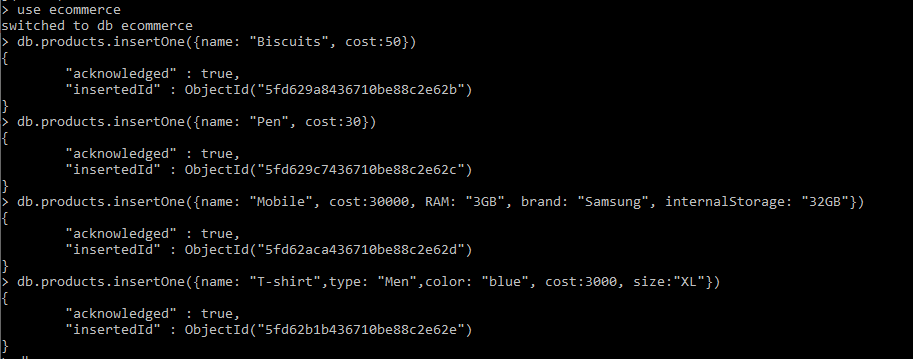 > use ecommerce
switched to db ecommerce
> db.products.insertOne({name: "Biscuits", cost:50})
{
        "acknowledged" : true,
        "insertedId" : ObjectId("5fd629a8436710be88c2e62b")
}
> db.products.insertOne({name: "Pen", cost:30})
{
        "acknowledged" : true,
        "insertedId" : ObjectId("5fd629c7436710be88c2e62c")
}
> db.products.insertOne({name: "Mobile", cost:30000, RAM: "3GB", brand: "Samsung", internalStorage: "32GB"})
{
        "acknowledged" : true,
        "insertedId" : ObjectId("5fd62aca436710be88c2e62d")
}
> db.products.insertOne({name: "T-shirt",type: "Men",color: "blue", cost:3000, size:"XL"})
{
        "acknowledged" : true,
        "insertedId" : ObjectId("5fd62b1b436710be88c2e62e")
}